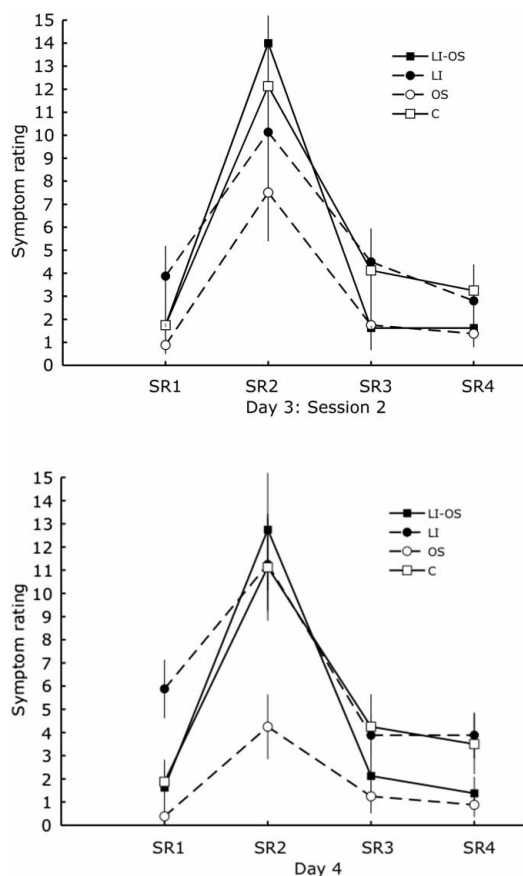 15
14
13
12
11
10
9
8
7
6
5
4
3
2
1
0
Symptom rating
LI-OS
LI
OS
C
SR1 SR2 SR3 SR4
Day 3: Session 2
15
14
13
12
11
10
9
8
7
6
5
4
3
2
1
0
Symptom rating
LI-OS
LI
OS
C
SR1 SR2 SR3 SR4
Day 4